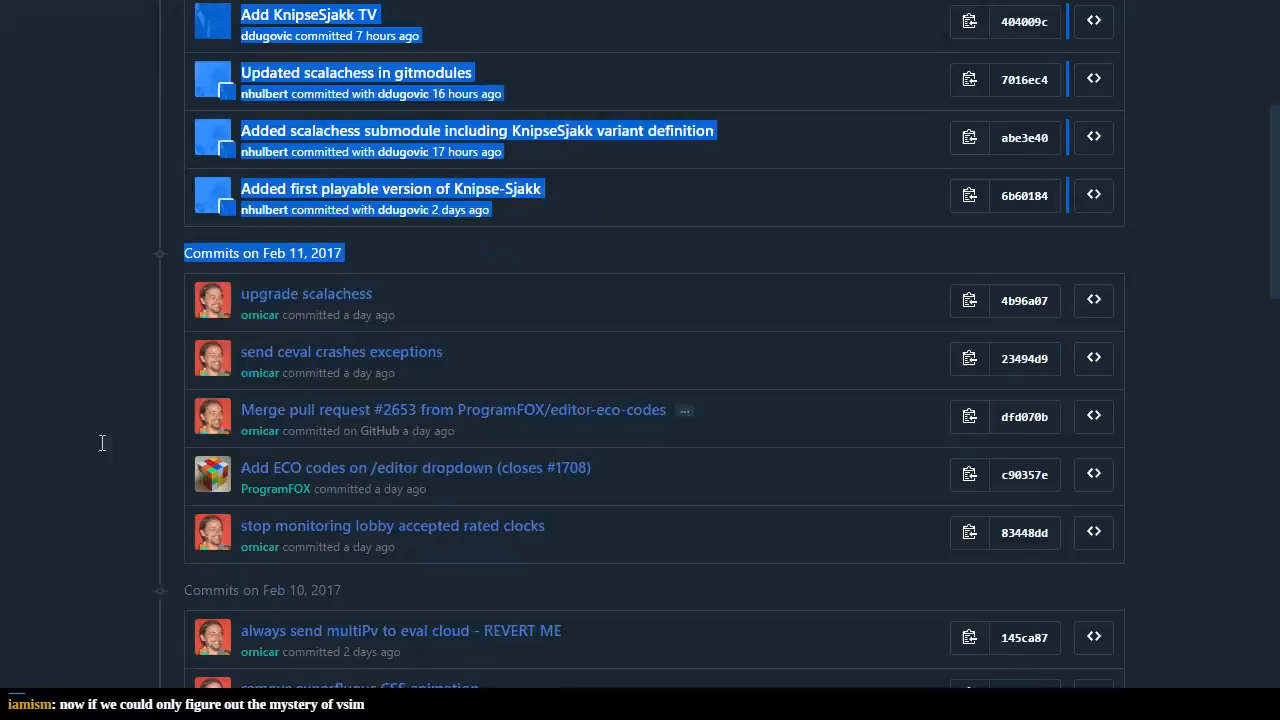 Add KnipseSjakk TV
ddugovic committed 7 hours ago
404009c
Updated scalachess in gitmodules
nhulbert committed with ddugovic 16 hours ago
7016ec4
Added scalachess submodule including KnipseSjakk variant definition
nhulbert committed with ddugovic 17 hours ago
abe3e40
Added first playable version of Knipse-Sjakk
nhulbert committed with ddugovic 2 days ago
6b60184
Commits on Feb 11, 2017
upgrade scalachess
ornicar committed a day ago
4b96a07
send ceval crashes exceptions
ornicar committed a day ago
23494d9
Merge pull request #2653 from ProgramFOX/editor-eco-codes ...
ornicar committed on GitHub a day ago
dfd070b
Add ECO codes on /editor dropdown (closes #1708)
ProgramFOX committed a day ago
c90357e
stop monitoring lobby accepted rated clocks
ornicar committed a day ago
83448dd
Commits on Feb 10, 2017
always send multiPv to eval cloud - REVERT ME
ornicar committed 2 days ago
145ca87
remove superfluous CSS animation
iamism: now if we could only figure out the mystery of vsim